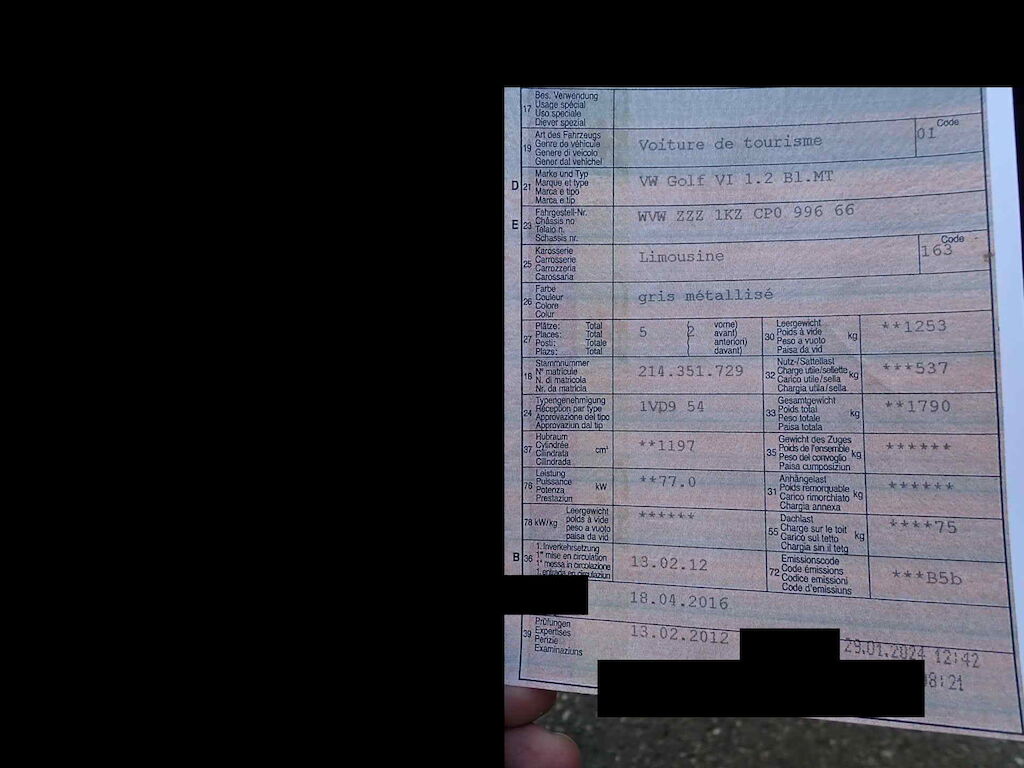 17 Bes. Verwendung
Usage spécial
Uso speciale
Diever spezial
19 Art des Fahrzeugs
Genre de véhicule
Genere di veicolo
Gener dal vehichel
Voiture de tourisme
Code
01
D 21 Marke und Typ
Marque et type
Marca e tipo
Marca e tip
VW Golf VI 1.2 Bl.MT
E 23 Fahrgestell-Nr.
Châssis no
Telaio n.
Schassis nr.
WVW ZZZ 1KZ CP0 996 66
25 Karosserie
Carrosserie
Carrozzeria
Carossaria
Limousine
Code
163
26 Farbe
Couleur
Colore
Colur
gris métallisé
27 Plätze: Total
Places: Total
Posti: Totale
Plazs: Total
5 (2 vorne)
avant)
anteriori)
davant)
30 Leergewicht
Poids à vide
Peso a vuoto
Paisa da vid
kg
**1253
18 Stammnummer
N° matricule
N. di matricola
Nr. da matricla
214.351.729
32 Nutz-/Sattellast
Charge utile/sellette
Carico utile/sella
Chargia utila/sella
kg
***537
24 Typengenehmigung
Réception par type
Approvazione del tipo
Approvaziun dal tip
1VD9 54
33 Gesamtgewicht
Poids total
Peso totale
Paisa totala
kg
**1790
37 Hubraum
Cylindrée
Cilindrata
Cilindrada
cm³
**1197
35 Gewicht des Zuges
Poids de l'ensemble
Peso del convoglio
Paisa cumposiziun
kg
******
76 Leistung
Puissance
Potenza
Prestaziun
kW
**77.0
31 Anhängelast
Poids remorquable
Carico rimorchiato
Chargia annexa
kg
******
78 kW/kg Leergewicht
poids à vide
peso a vuoto
paisa da vid
******
55 Dachlast
Charge sur le toit
Carico sul tetto
Chargia sin il tetg
kg
****75
B 36 1. Inverkehrsetzung
1re mise en circulation
1a messa in circolazione
1. entrada en circulaziun
13.02.12
72 Emissionscode
Code émissions
Codice emissioni
Code d'emissiuns
***B5b
18.04.2016
39 Prüfungen
Expertises
Perizie
Examinaziuns
13.02.2012
29.01.2024 12:42
08:21